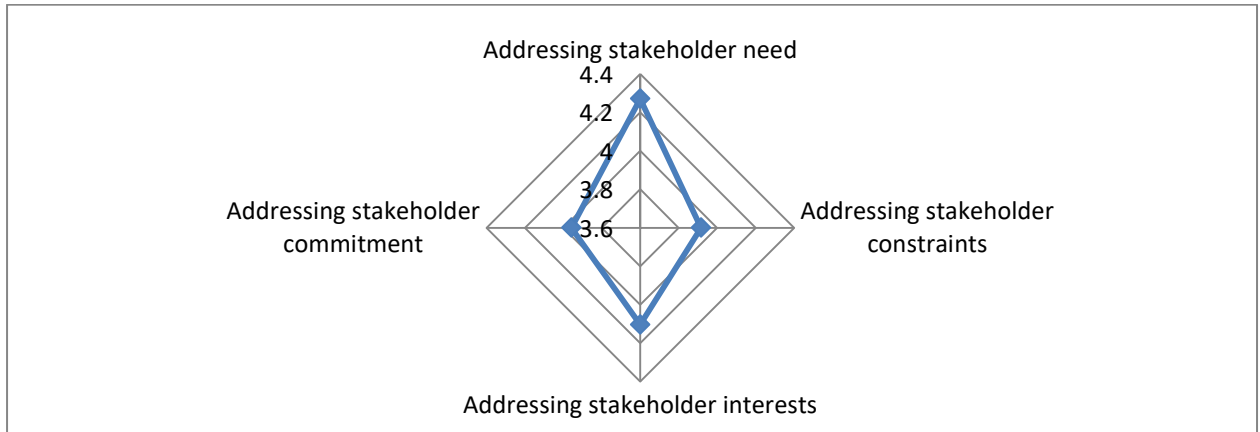 Addressing stakeholder need
4.4
4.2
4
3.8
3.6
Addressing stakeholder
commitment
Addressing stakeholder
constraints
Addressing stakeholder interests